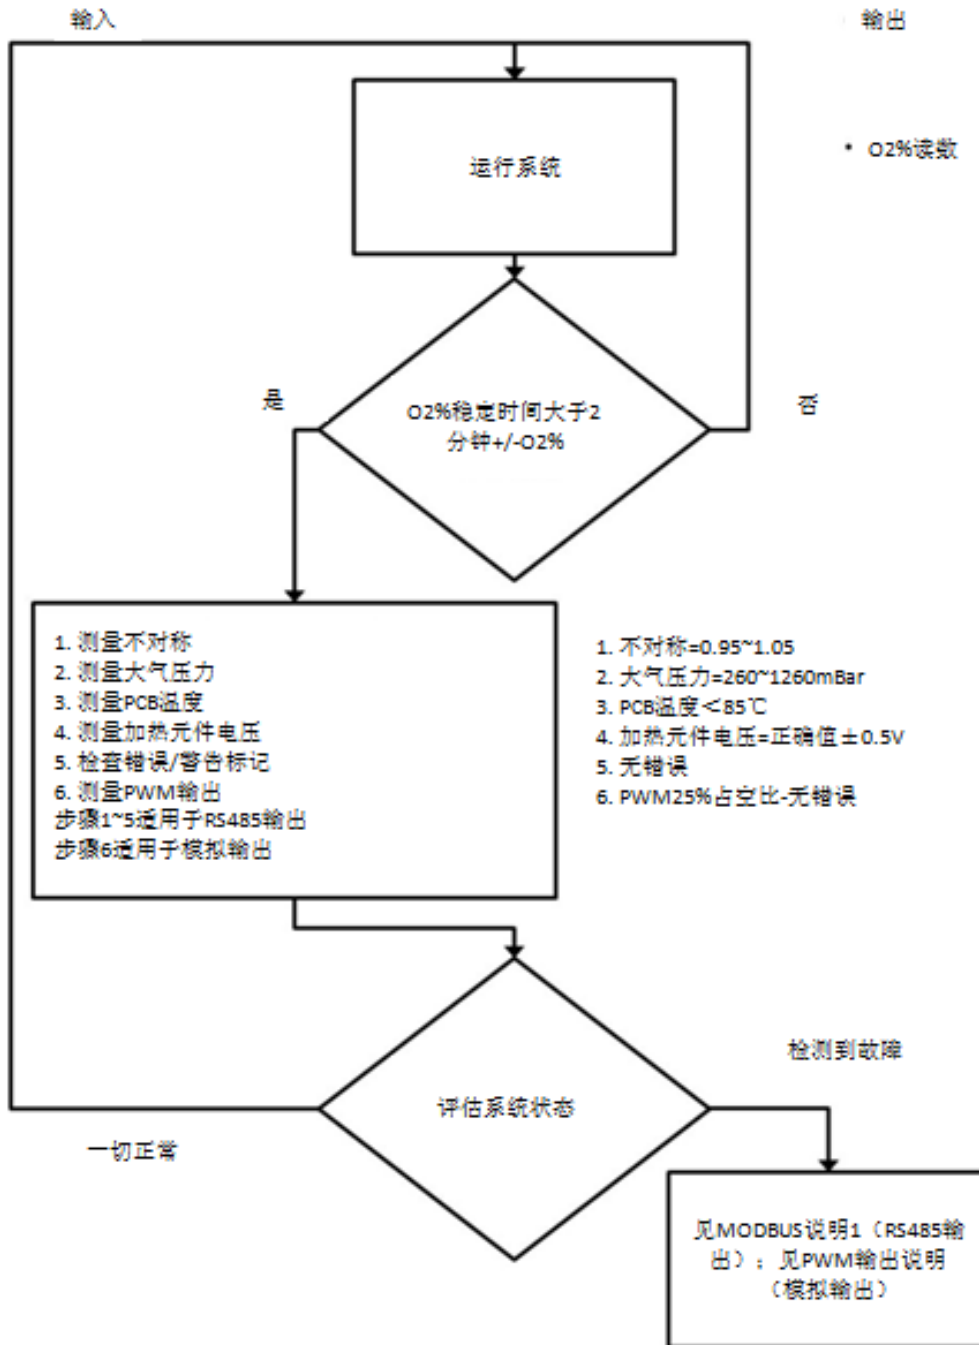 输入
输出
运行系统
• O2%读数
是
否
O2%稳定时间大于2
分钟+/-O2%
1. 测量不对称
2. 测量大气压力
3. 测量PCB温度
4. 测量加热元件电压
5. 检查错误/警告标记
6. 测量PWM输出
步骤1~5适用于RS485输出
步骤6适用于模拟输出
1. 不对称=0.95~1.05
2. 大气压力=260~1260mBar
3. PCB温度＜85℃
4. 加热元件电压=正确值±0.5V
5. 无错误
6. PWM25%占空比-无错误
检测到故障
评估系统状态
一切正常
见MODBUS说明1（RS485输
出）；见PWM输出说明
（模拟输出）